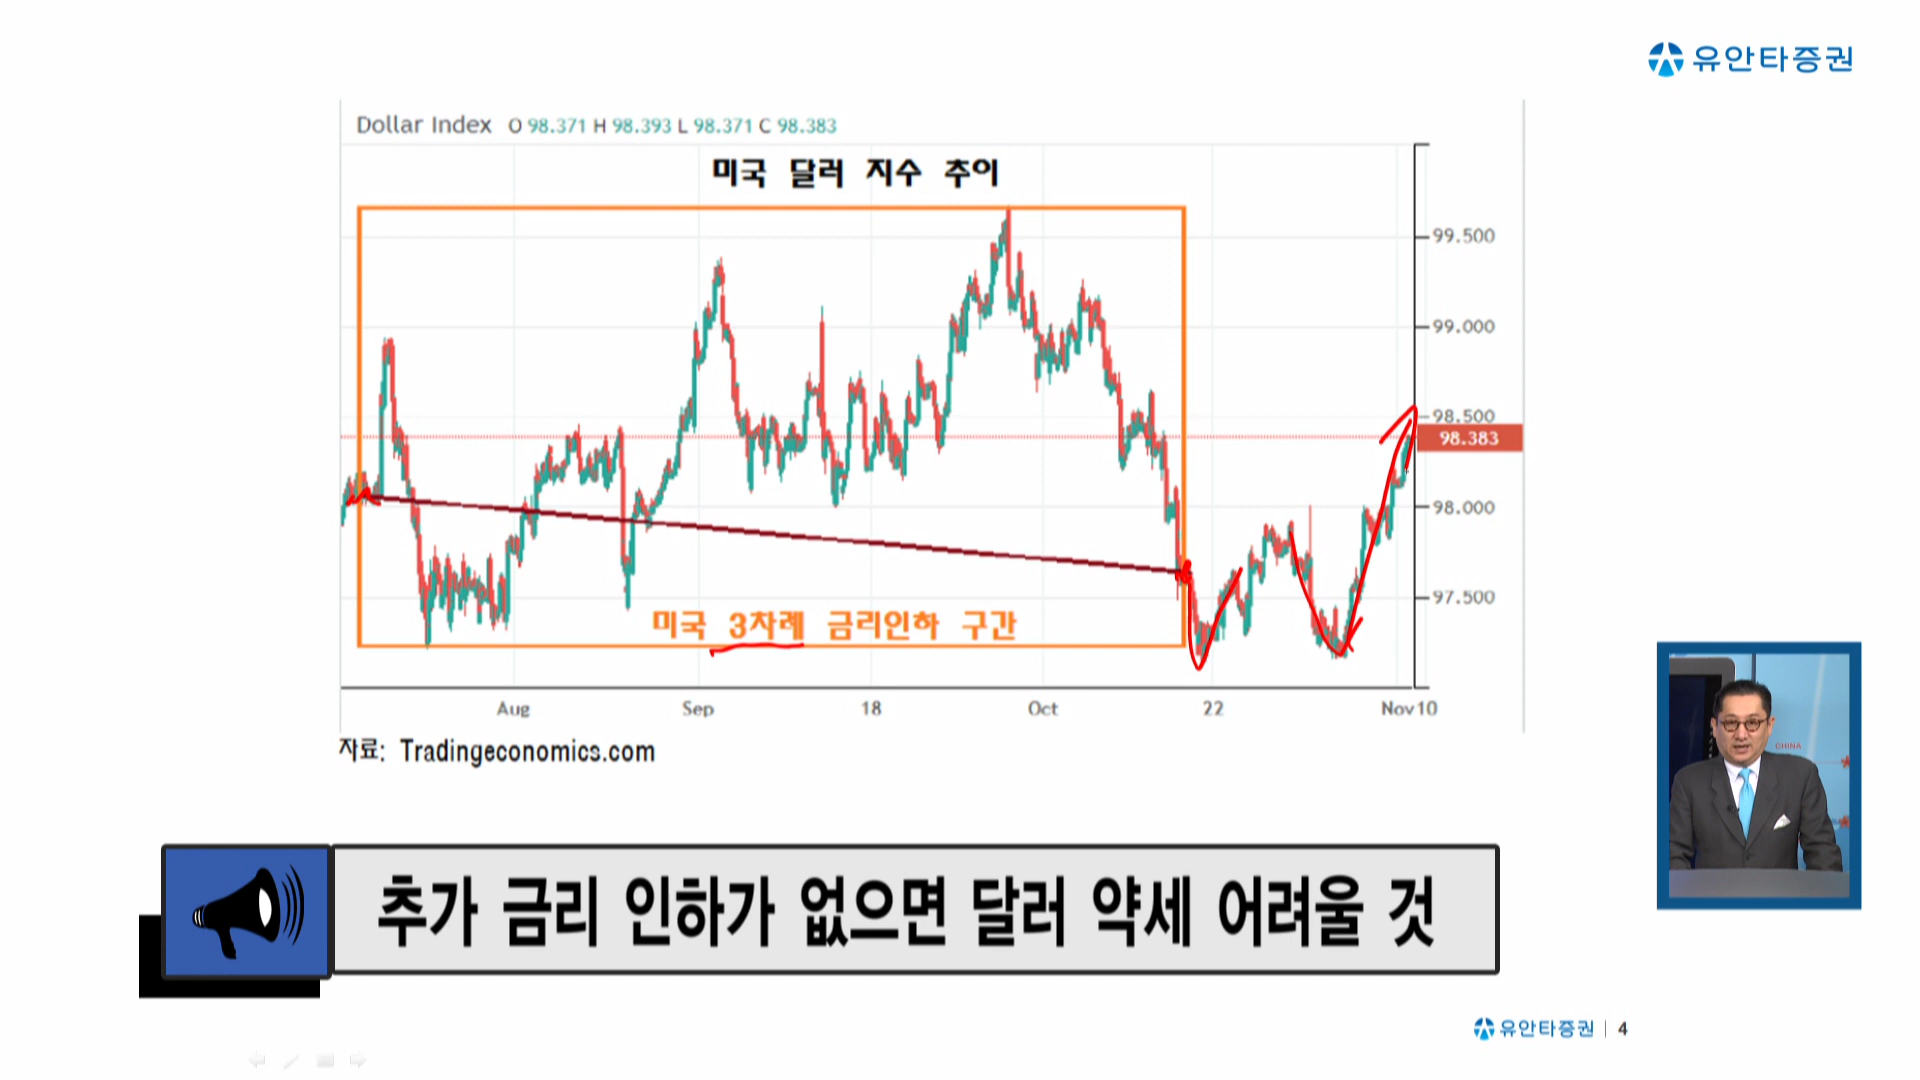 유안타증권
Dollar Index O 98.371 H 98.393 L 98.371 C 98.383
미국 달러 지수 추이
99.500
99.000
98.500
98.383
98.000
97.500
미국 3차례 금리인하 구간
Aug Sep 18 Oct 22 Nov10
자료: Tradingeconomics.com
CHINA
추가 금리 인하가 없으면 달러 약세 어려울 것
유안타증권 | 4